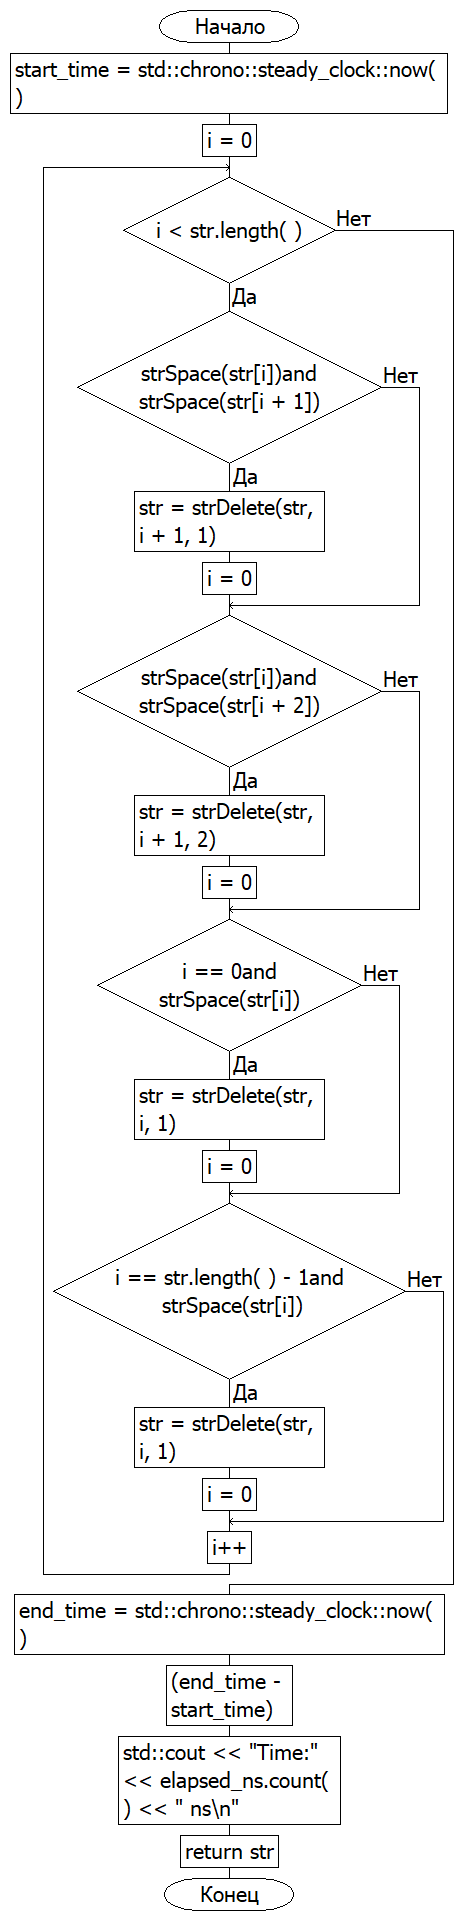 Начало
start_time = std::chrono::steady_clock::now(
)
i = 0
i < str.length( )
Нет
Да
strSpace(str[i])and
strSpace(str[i + 1])
Нет
Да
str = strDelete(str,
i + 1, 1)
i = 0
strSpace(str[i])and
strSpace(str[i + 2])
Нет
Да
str = strDelete(str,
i + 1, 2)
i = 0
i == 0and
strSpace(str[i])
Нет
Да
str = strDelete(str,
i, 1)
i = 0
i == str.length( ) - 1and
strSpace(str[i])
Нет
Да
str = strDelete(str,
i, 1)
i = 0
i++
end_time = std::chrono::steady_clock::now(
)
(end_time -
start_time)
std::cout << "Time:"
<< elapsed_ns.count(
) << " ns\n"
return str
Конец